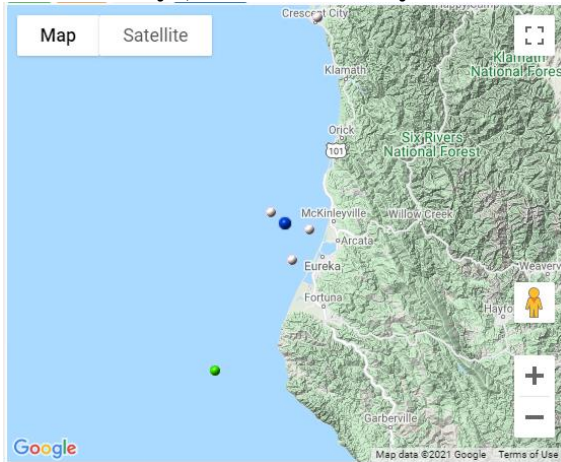 Map
Satellite
Crescent City
Klamath
Klamath
National Forest
Orick
101
Six Rivers
National Forest
McKinleyville
Willow Creek
Arcata
Eureka
Weaverv
Fortuna
Hayfo
Garberville
Google
Map data ©2021 Google
Terms of Use